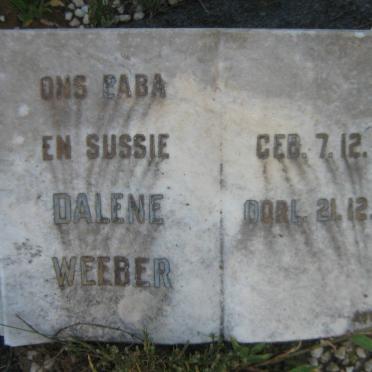 ONS BABA
EN SUSSIE
DALENE
WEEBER
GEB. 7. 12.
OORL. 21. 12.